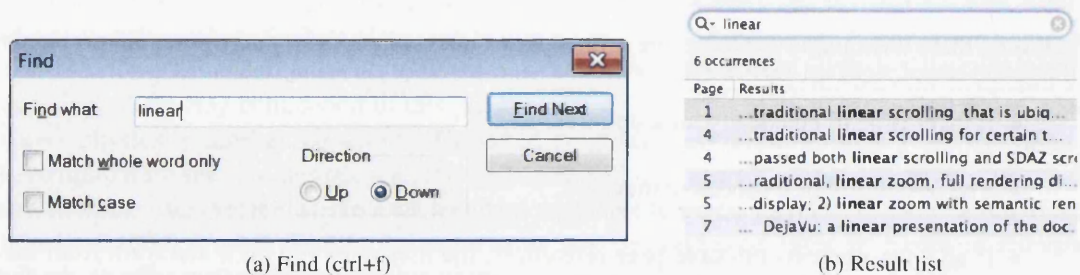 Find
Find what: linear
Find Next
Match whole word only
Match case
Direction
Up Down
Cancel
(a) Find (ctrl+f)
linear
6 occurrences
Page Results
1 ...traditional linear scrolling that is ubiq...
4 ...traditional linear scrolling for certain t...
4 ...passed both linear scrolling and SDAZ scre
5 ...raditional, linear zoom, full rendering di...
5 ...display; 2) linear zoom with semantic ren
7 ... DejaVu: a linear presentation of the doc.
(b) Result list